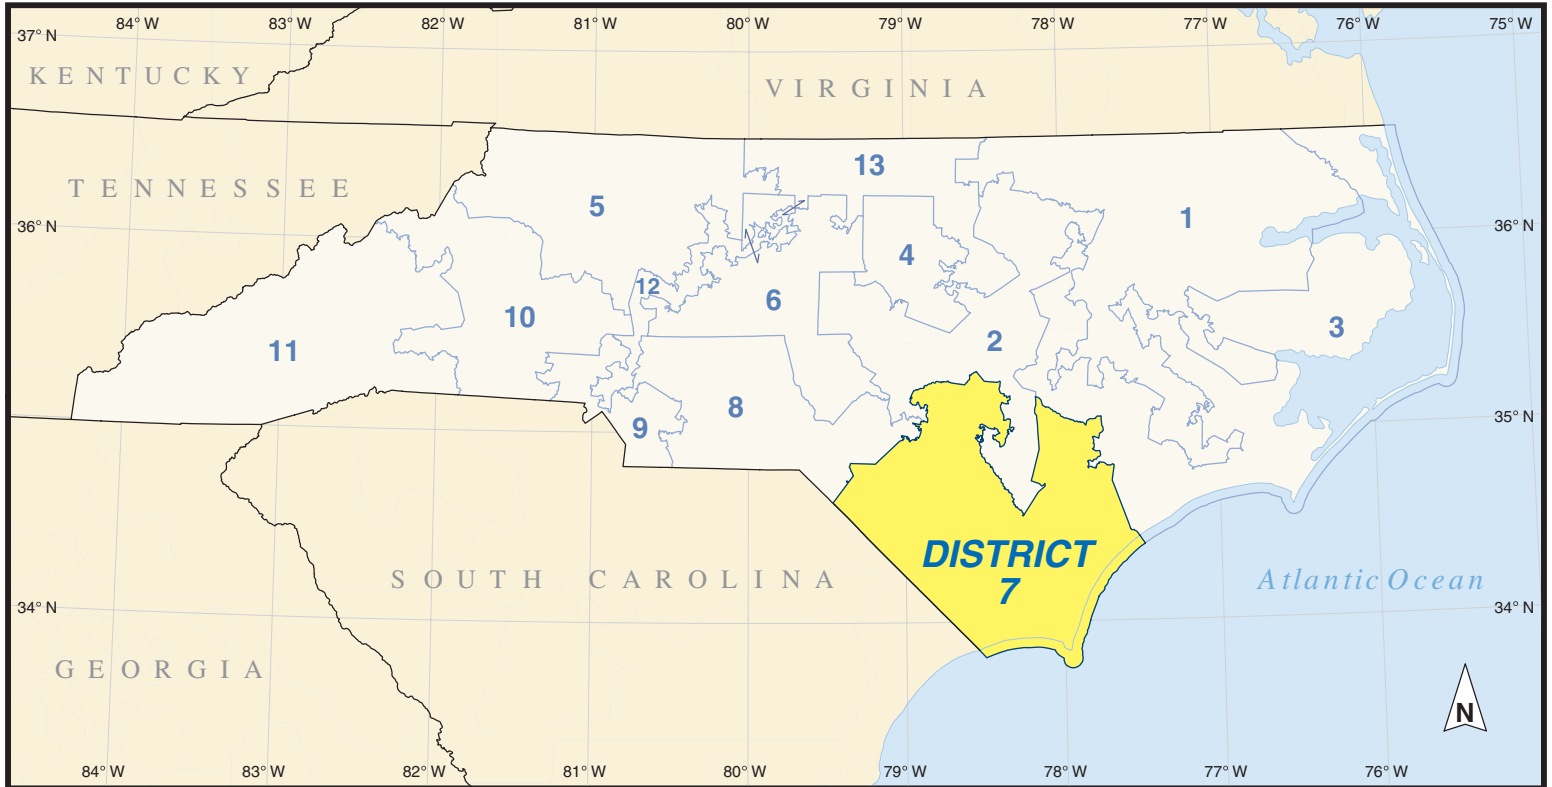 84° W 83° W 82° W 81° W 80° W 79° W 78° W 77° W 76° W 75° W
37° N
KENTUCKY
VIRGINIA
TENNESSEE
13
5
1
36° N
36° N
4
12
6
10
3
2
11
8
9
35° N
35° N
DISTRICT
7
SOUTH CAROLINA
Atlantic Ocean
34° N
34° N
GEORGIA
N
84° W 83° W 82° W 81° W 80° W 79° W 78° W 77° W 76° W